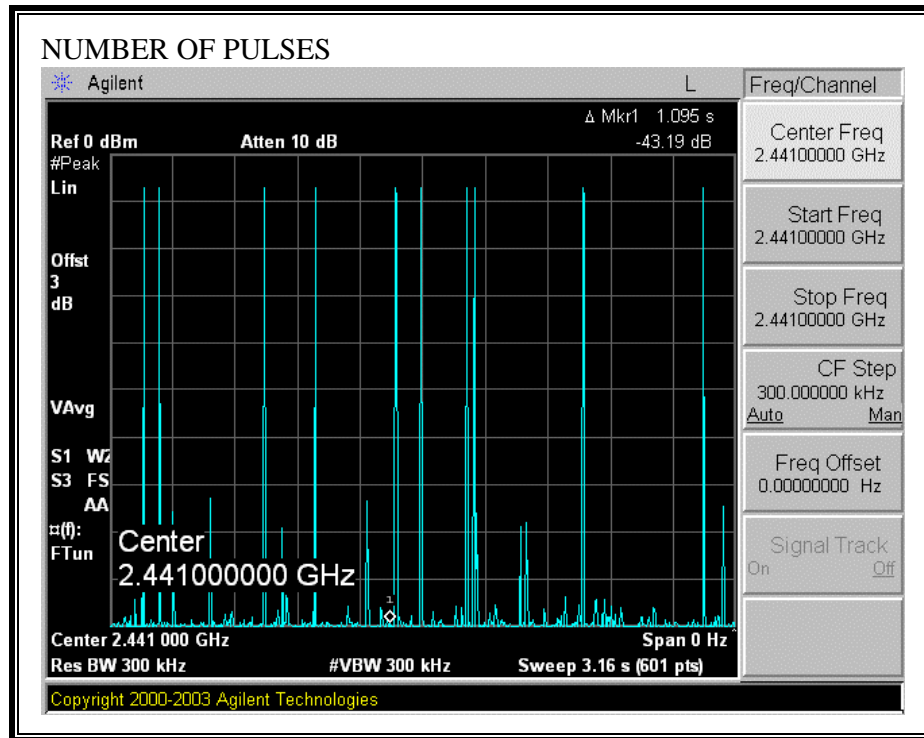 NUMBER OF PULSES
Agilent L Freq/Channel
Δ Mkr1 1.095 s
Ref 0 dBm Atten 10 dB -43.19 dB
#Peak
Lin
Offst
3
dB
VAvg
S1 W2
S3 FS
AA
¤(f):
FTun
Center
2.441000000 GHz
1
Center 2.441 000 GHz Span 0 Hz^
Res BW 300 kHz #VBW 300 kHz Sweep 3.16 s (601 pts)
Copyright 2000-2003 Agilent Technologies
Center Freq
2.44100000 GHz
Start Freq
2.44100000 GHz
Stop Freq
2.44100000 GHz
CF Step
300.000000 kHz
Auto Man
Freq Offset
0.00000000 Hz
Signal Track
On Off